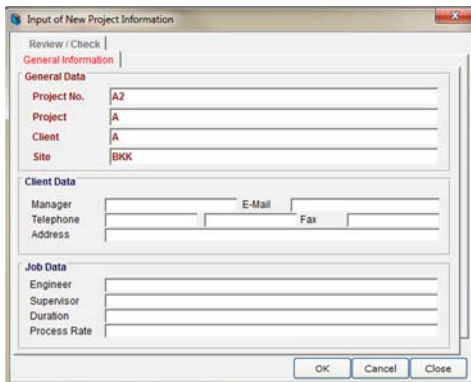 Input of New Project Information
Review / Check
General Information
General Data
Project No. A2
Project A
Client A
Site BKK
Client Data
Manager E-Mail
Telephone Fax
Address
Job Data
Engineer
Supervisor
Duration
Process Rate
OK Cancel Close